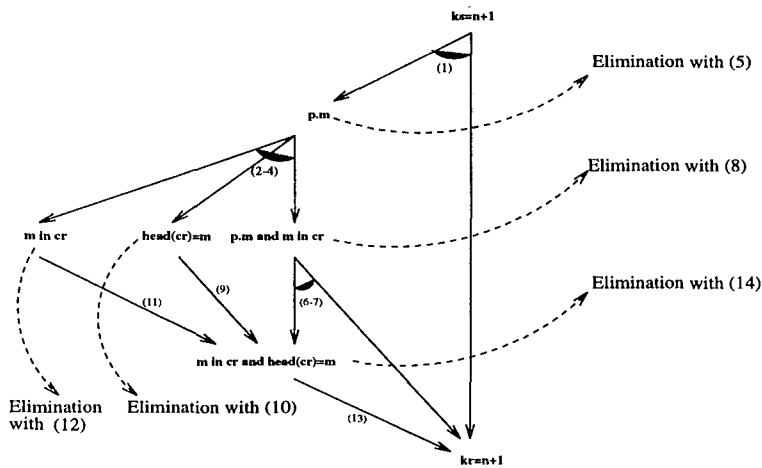 ks=n+1
(1)
Elimination with (5)
p.m
(2-4)
Elimination with (8)
m in cr
head(cr)=m
p.m and m in cr
(11)
(9)
(6-7)
Elimination with (14)
m in cr and head(cr)=m
Elimination
with (12)
Elimination with (10)
(13)
kr=n+1